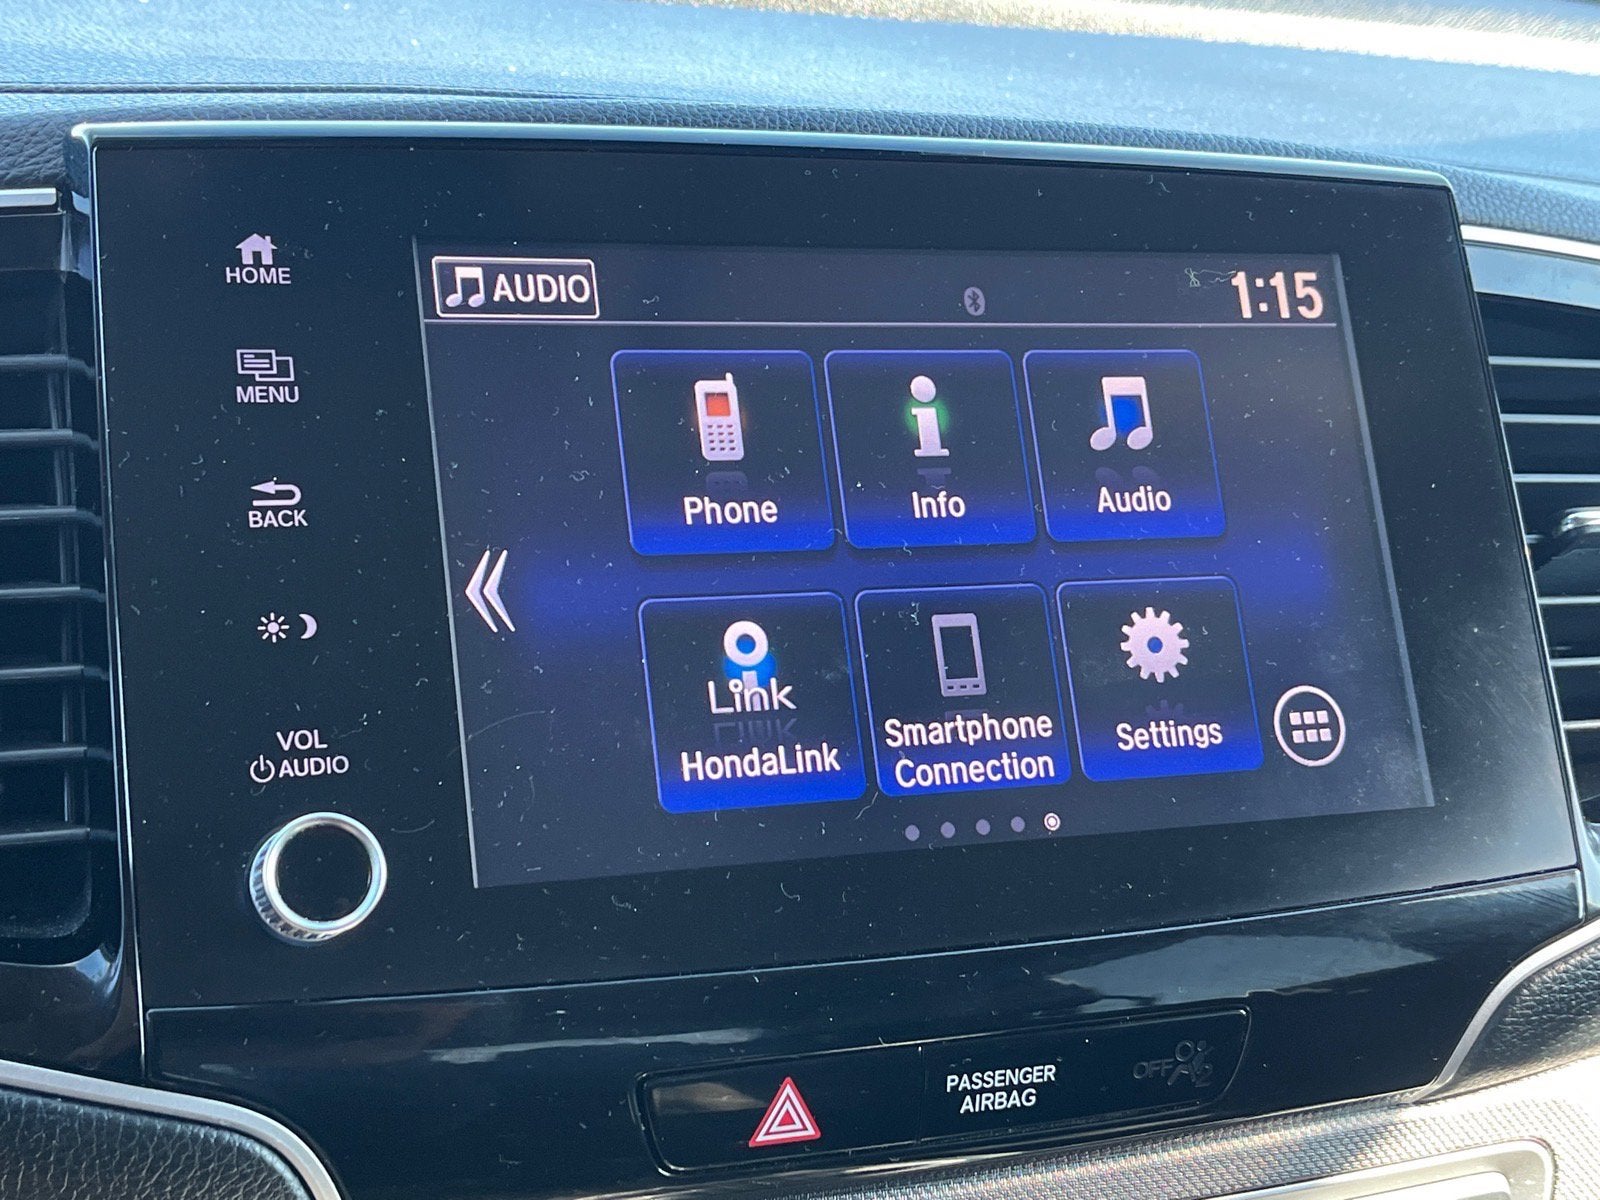 HOME
MENU
BACK
VOL
AUDIO
AUDIO
1:15
Phone
Info
Audio
Link
HondaLink
Smartphone
Connection
Settings
PASSENGER
AIRBAG
OFF
2